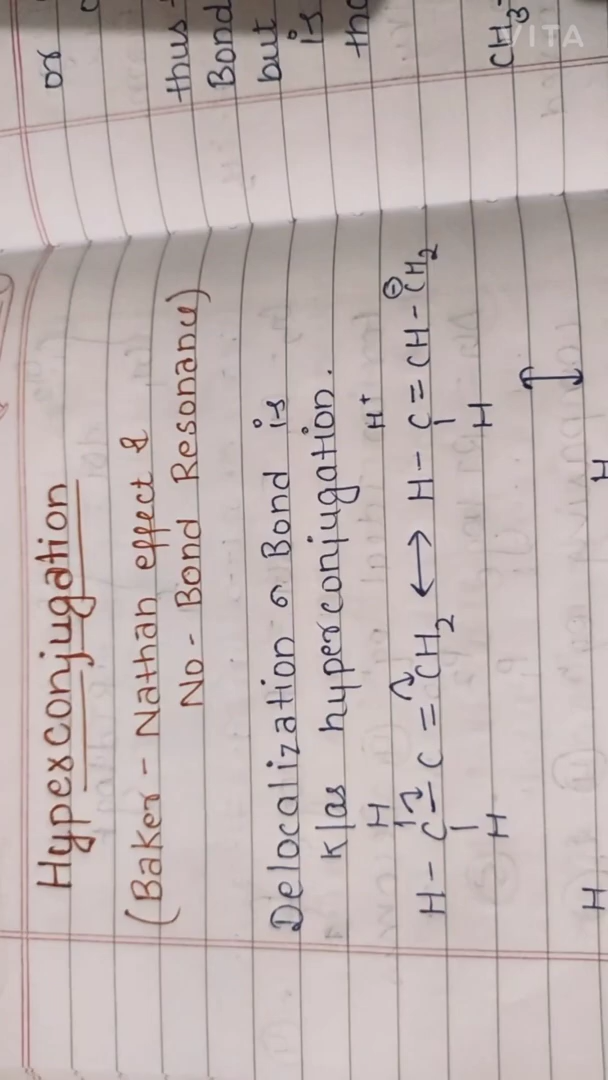 Hyperconjugation
(Baker - Nathan effect &
No - Bond Resonance)
Delocalization σ Bond is
K/as hyperconjugation.
H H⁺
H - C - C = CH₂ ↔ H - C = CH - CH₂ ⊖
H H
↕
H H
or
thus
Bond
but
is
CH₃-
VITA